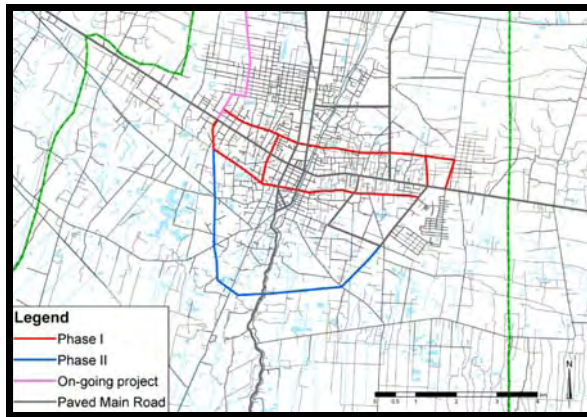 Legend
Phase I
Phase II
On-going project
Paved Main Road
N